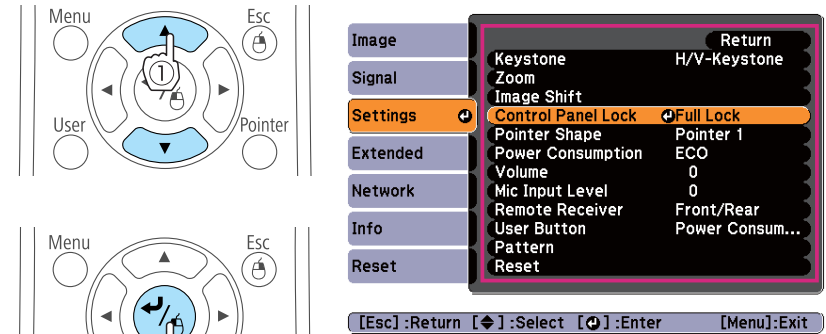 Menu
Esc
1
User
Pointer
Menu
Esc
Image
Signal
Settings
Extended
Network
Info
Reset
Return
Keystone H/V-Keystone
Zoom
Image Shift
Control Panel Lock Full Lock
Pointer Shape Pointer 1
Power Consumption ECO
Volume 0
Mic Input Level 0
Remote Receiver Front/Rear
User Button Power Consum...
Pattern
Reset
[Esc] :Return [◆] :Select [⏎] :Enter [Menu]:Exit